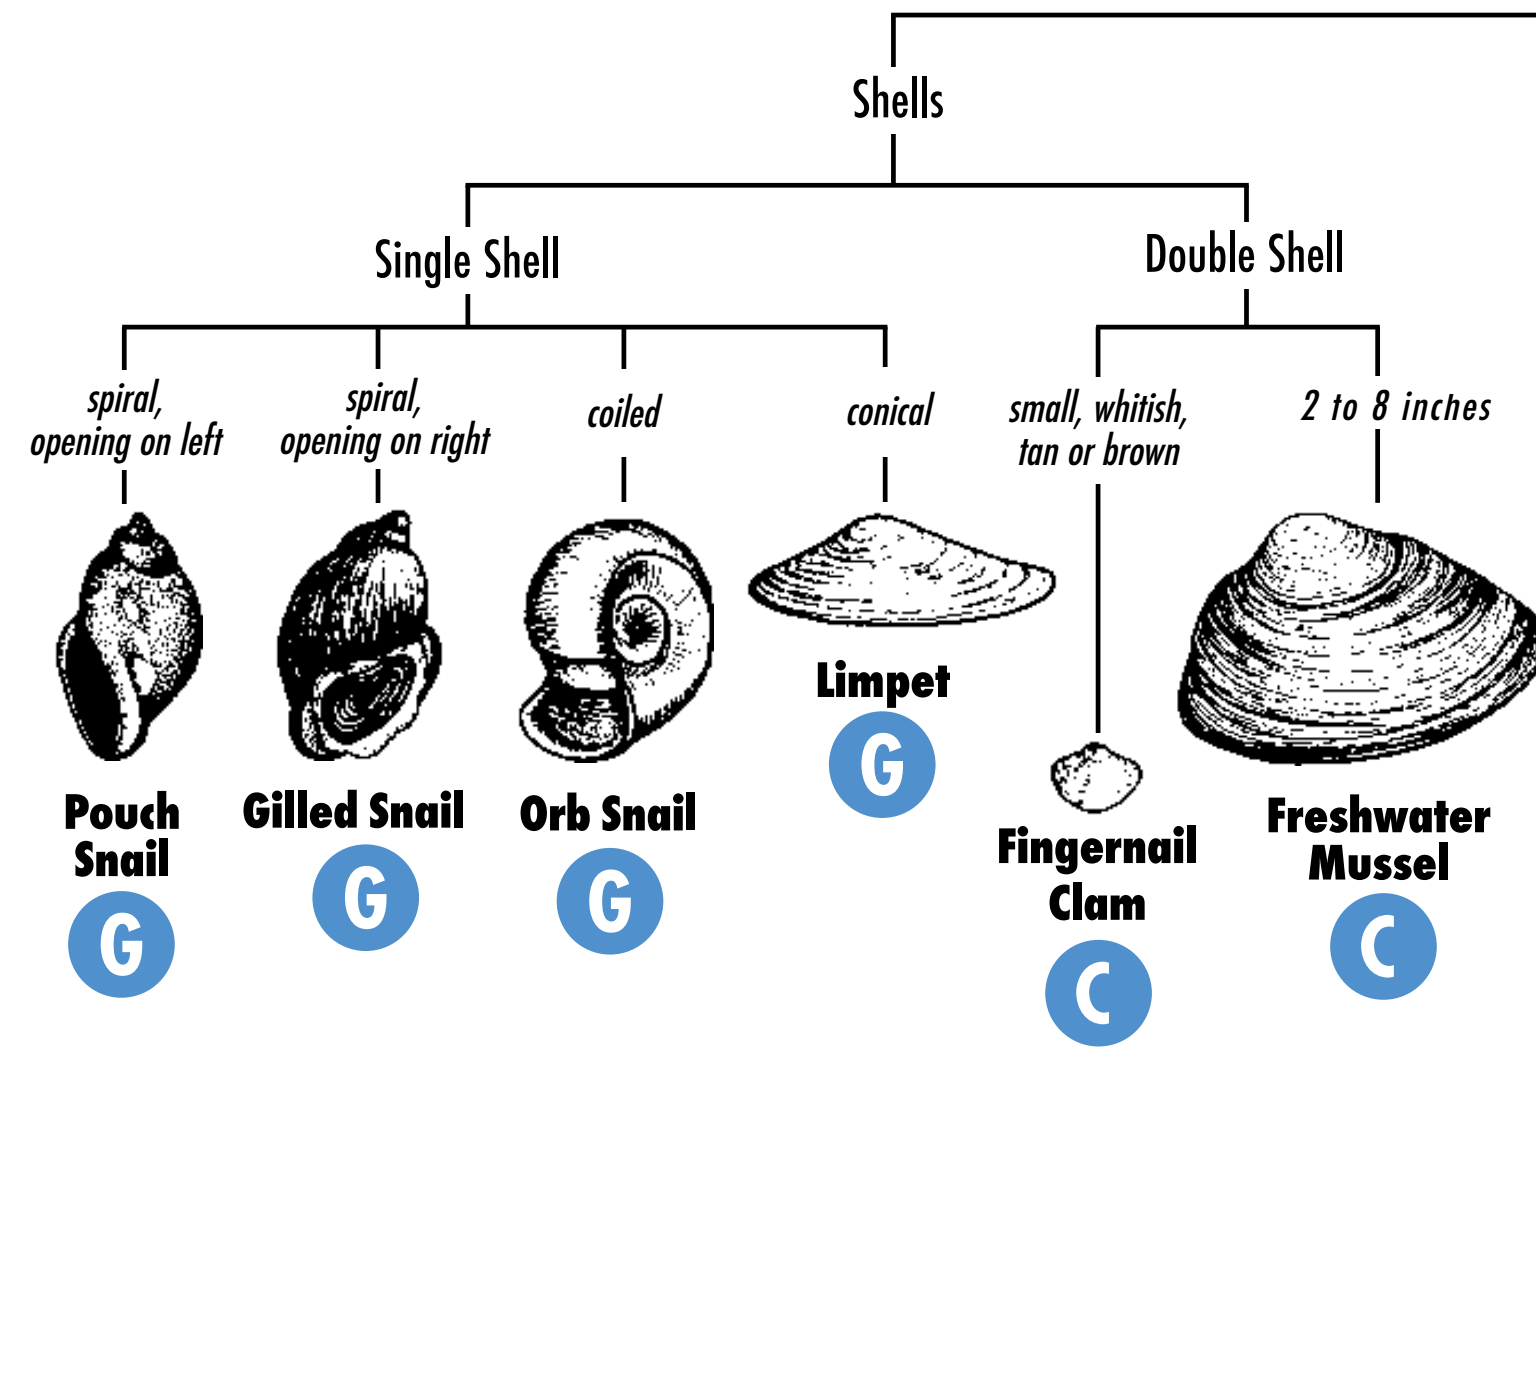 Shells
Single Shell
Double Shell
spiral,
opening on left
spiral,
opening on right
coiled
conical
small, whitish,
tan or brown
2 to 8 inches
Pouch
Snail
G
Gilled Snail
G
Orb Snail
G
Limpet
G
Fingernail
Clam
C
Freshwater
Mussel
C